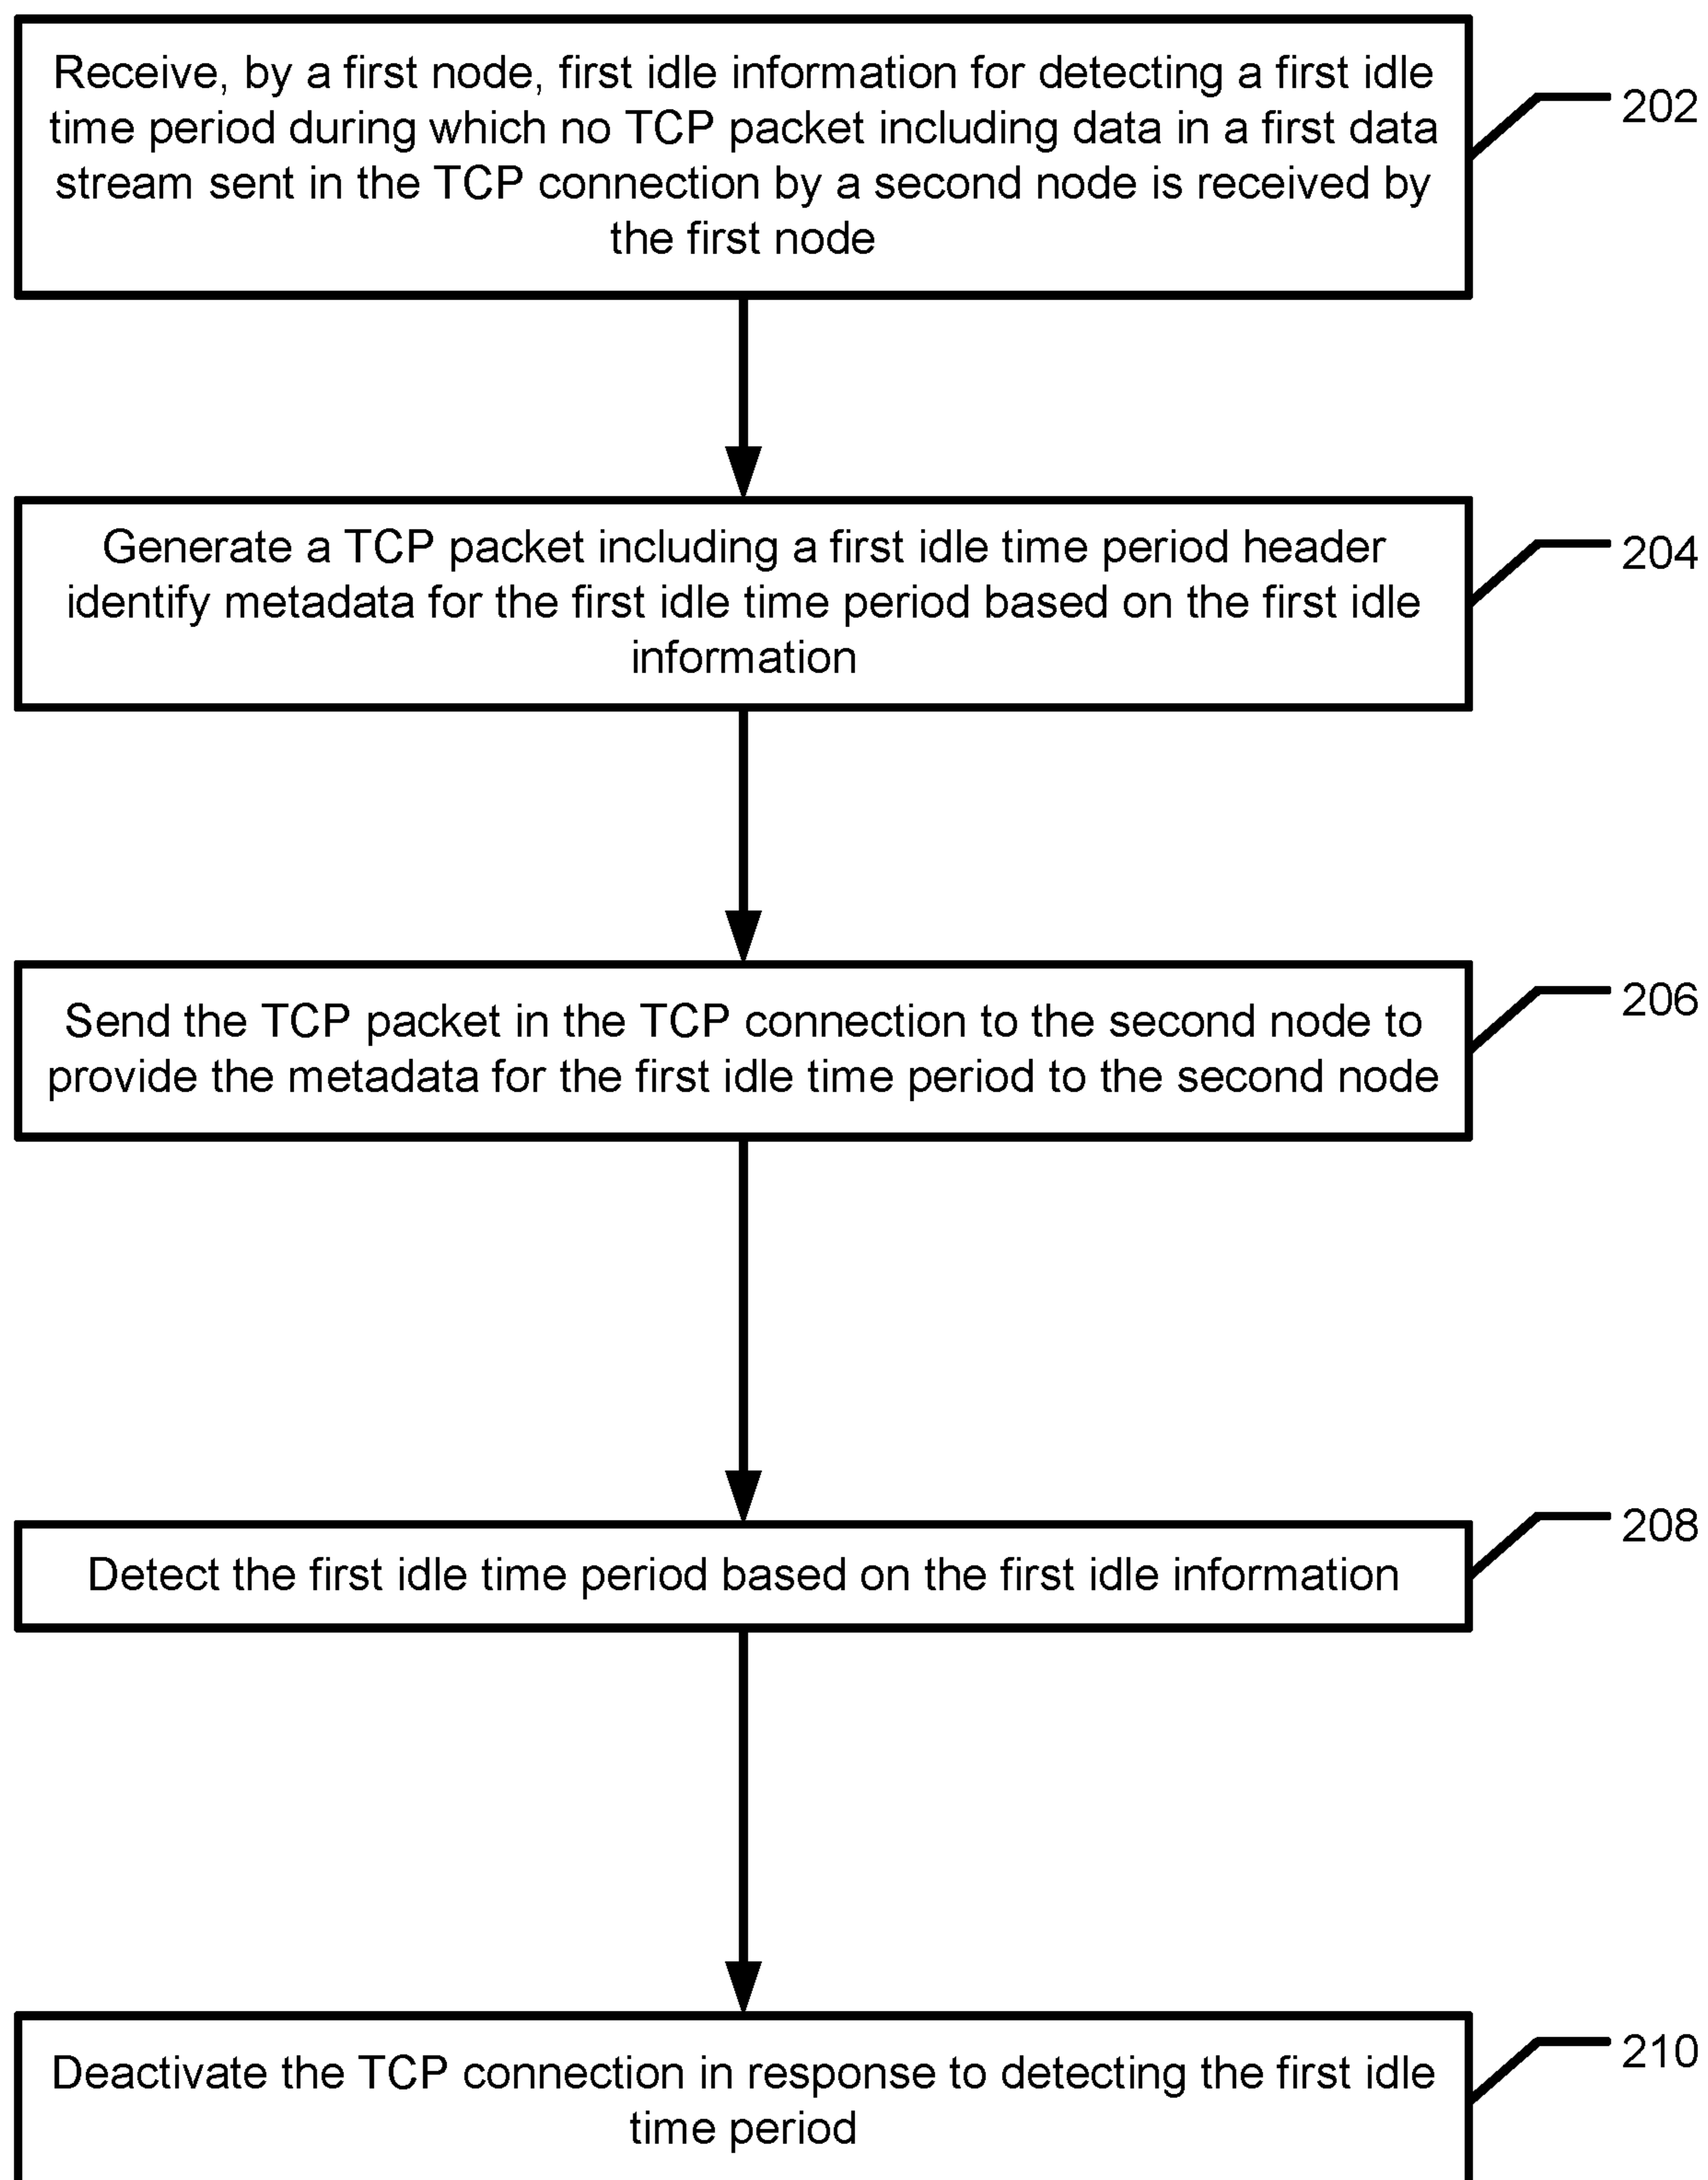 Receive, by a first node, first idle information for detecting a first idle
time period during which no TCP packet including data in a first data
stream sent in the TCP connection by a second node is received by
the first node
202
Generate a TCP packet including a first idle time period header
identify metadata for the first idle time period based on the first idle
information
204
Send the TCP packet in the TCP connection to the second node to
provide the metadata for the first idle time period to the second node
206
Detect the first idle time period based on the first idle information
208
Deactivate the TCP connection in response to detecting the first idle
time period
210